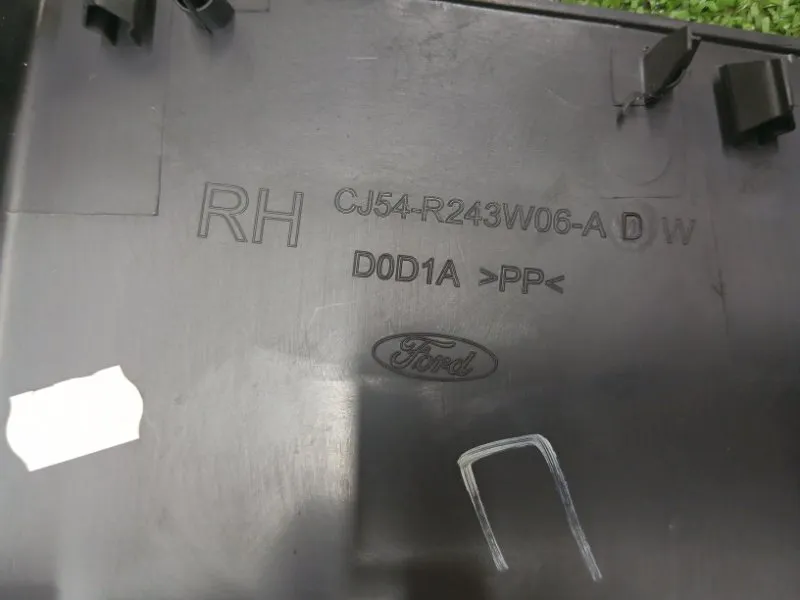 RH CJ54-R243W06-A D W
D0D1A >PP<
Ford
П